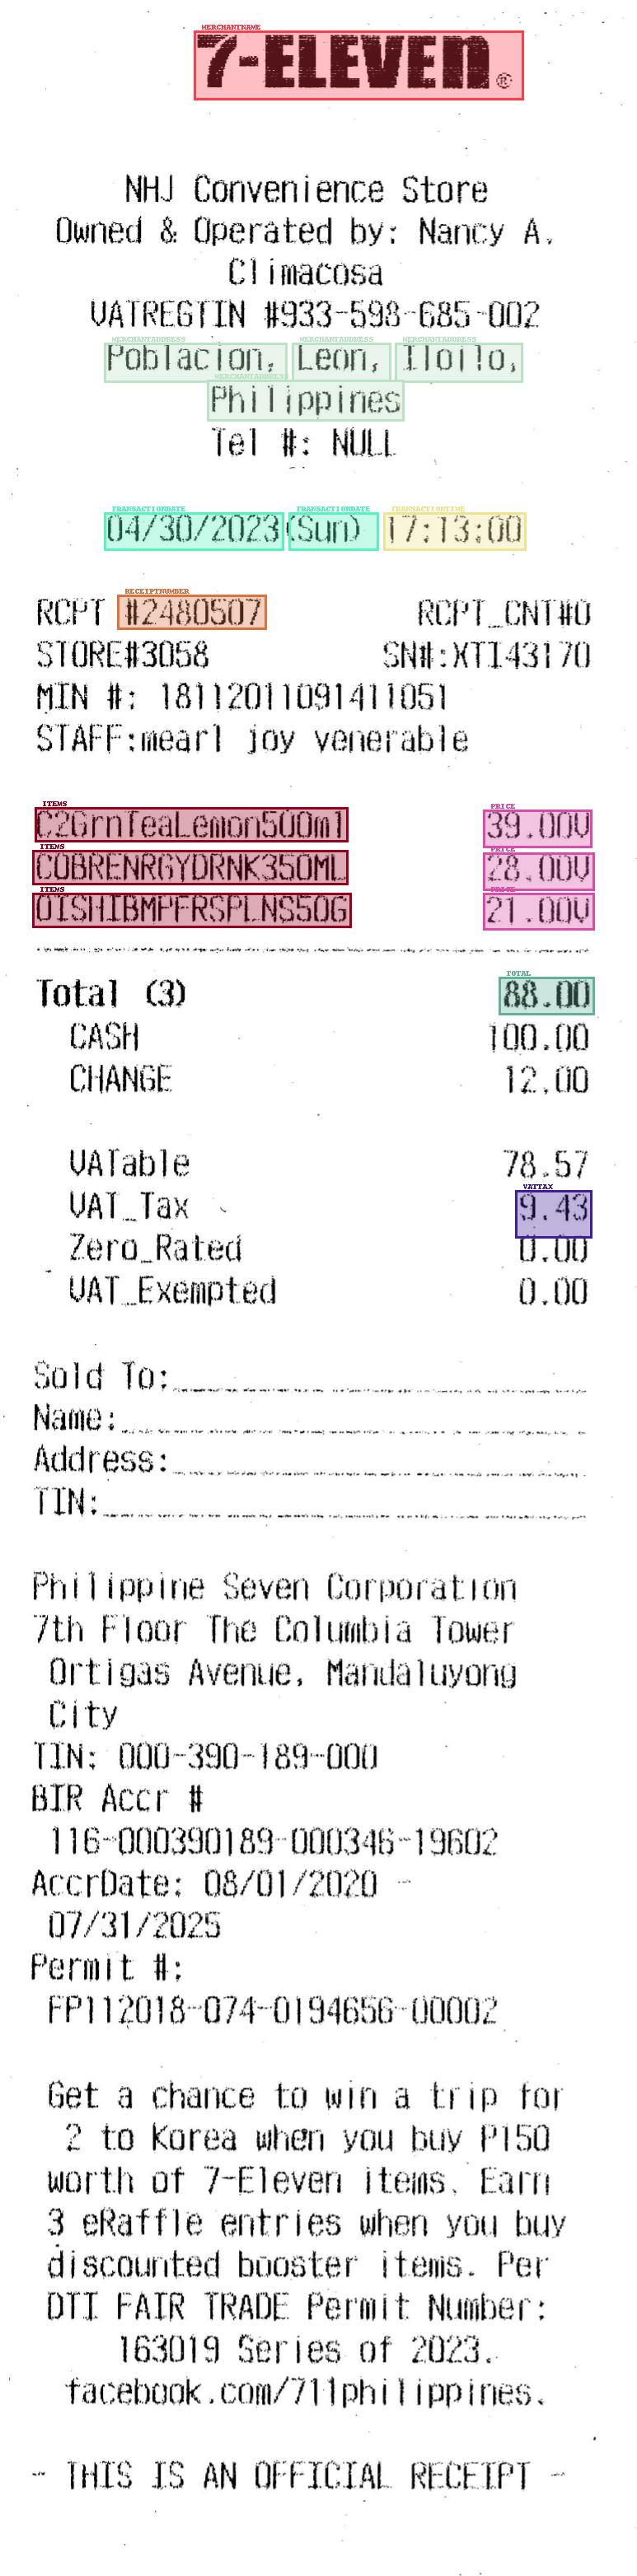 MERCHANTNAME
7-ELEVEN®
NHJ Convenience Store
Owned & Operated by: Nancy A.
Climacosa
VATREGTIN #933-598-685-002
MERCHANTADDRESS MERCHANTADDRESS MERCHANTADDRESS
Poblacion, Leon, Iloilo,
MERCHANTADDRESS
Philippines
Tel #: NULL
TRANSACTIONDATE TRANSACTIONDATE TRANSACTIONTIME
04/30/2023 (Sun) 17:13:00
RECEIPTNUMBER
RCPT #2480507 RCPT_CNT#0
STORE#3058 SN#:XTI43170
MIN #: 18112011091411051
STAFF:mearl joy venerable
ITEMS PRICE
C2GrnTeaLemon500ml 39.00V
ITEMS PRICE
COBRENRGYDRNK350ML 28.00V
ITEMS PRICE
OISHIBMPFRSPLNS50G 21.00V
TOTAL
Total (3) 88.00
CASH 100.00
CHANGE 12.00
VATable 78.57
VATTAX
VAT_Tax 9.43
Zero_Rated 0.00
VAT_Exempted 0.00
Sold To:
Name:
Address:
TIN:
Philippine Seven Corporation
7th Floor The Columbia Tower
Ortigas Avenue, Mandaluyong
City
TIN: 000-390-189-000
BIR Accr #
116-000390189-000346-19602
AccrDate: 08/01/2020 -
07/31/2025
Permit #:
FP112018-074-0194656-00002
Get a chance to win a trip for
2 to Korea when you buy P150
worth of 7-Eleven items. Earn
3 eRaffle entries when you buy
discounted booster items. Per
DTI FAIR TRADE Permit Number:
163019 Series of 2023.
facebook.com/711philippines.
- THIS IS AN OFFICIAL RECEIPT -